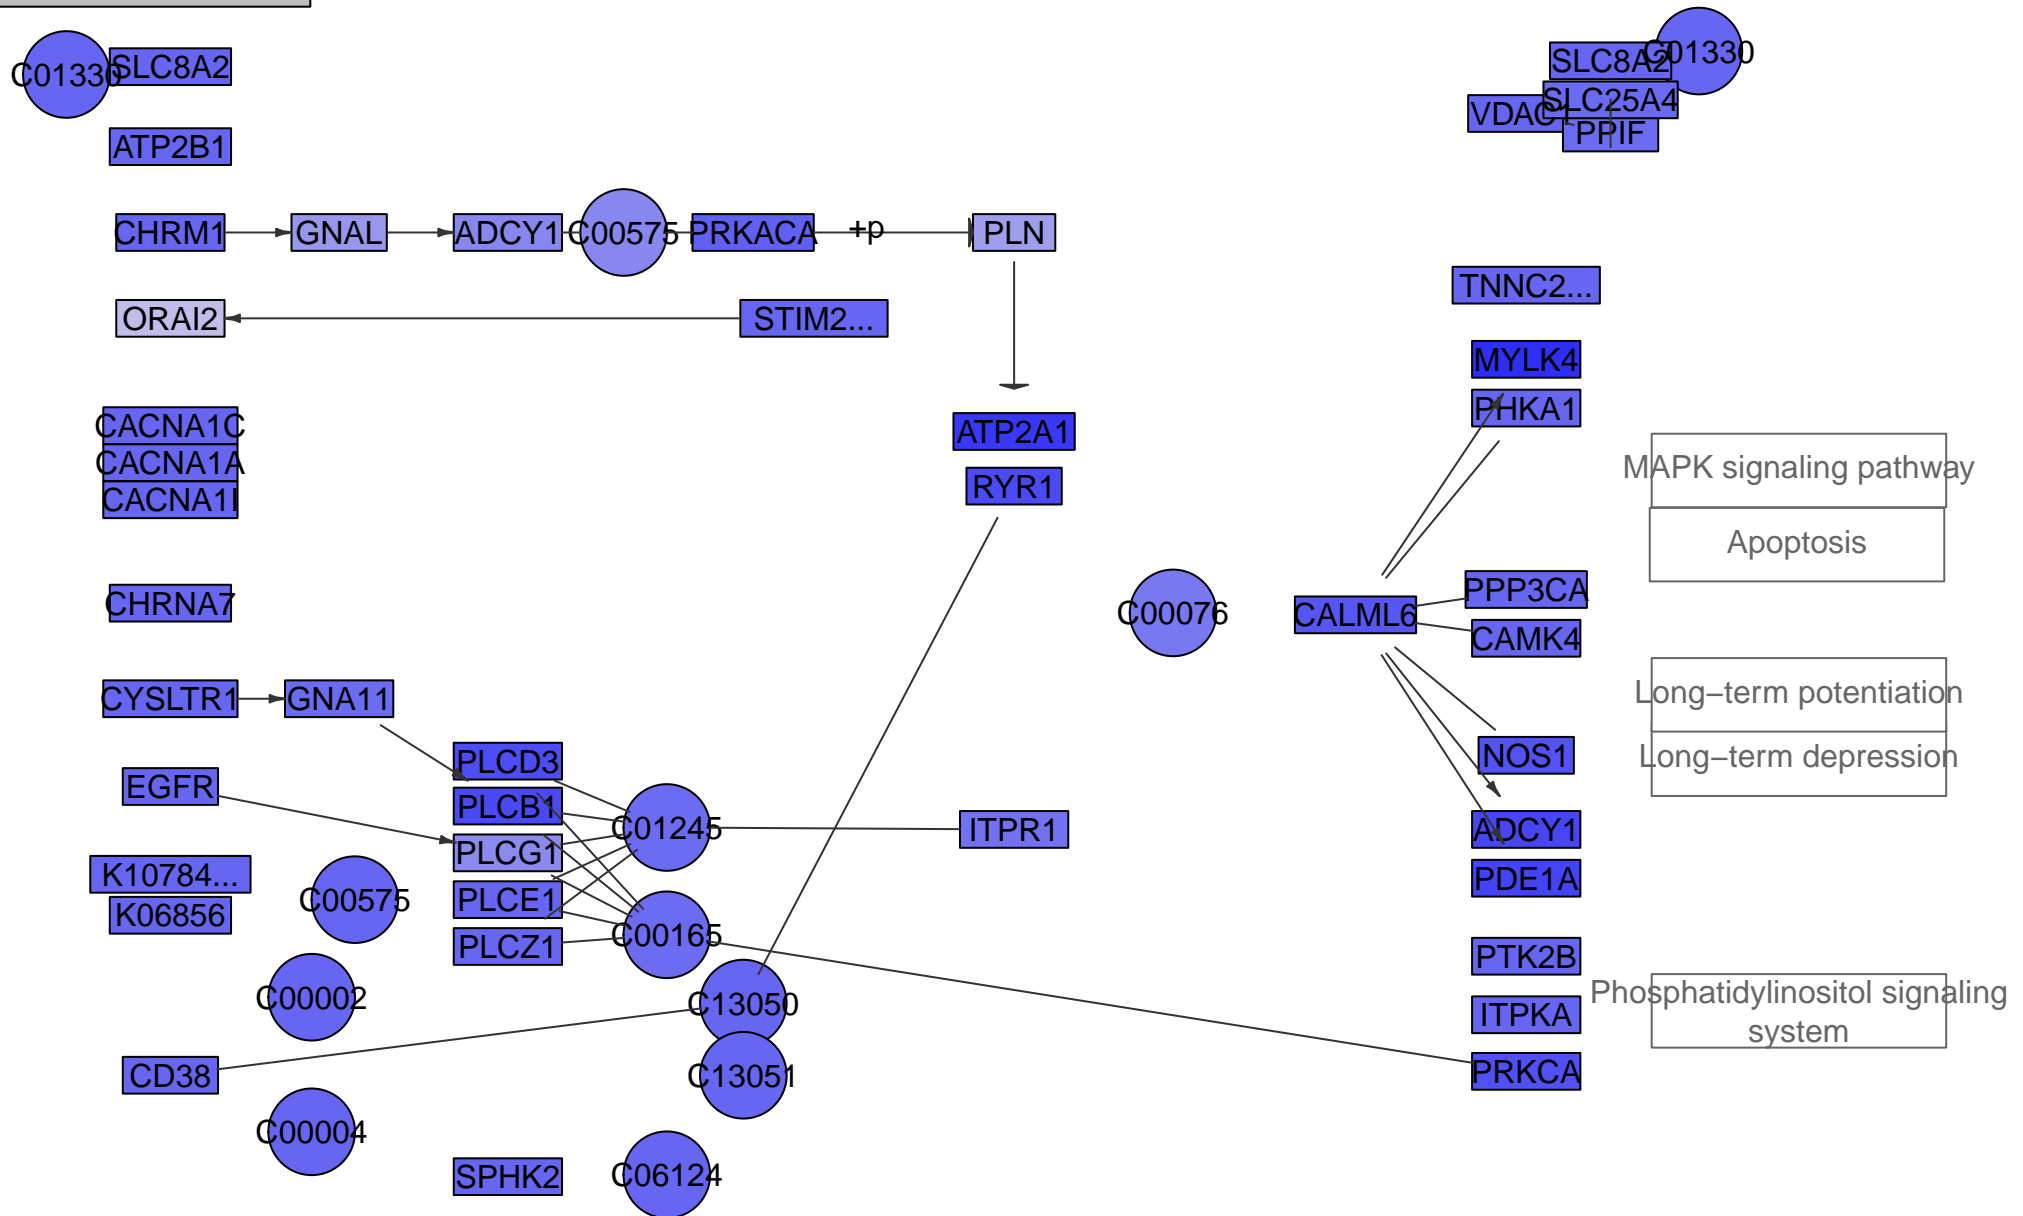 C01330
SLC8A2
SLC8A2
C01330
SLC25A4
VDAC1
PPIF
ATP2B1
CHRM1
GNAL
ADCY1
C00575
PRKACA
+p
PLN
TNNC2...
ORAI2
STIM2...
MYLK4
PHKA1
CACNA1C
CACNA1A
CACNA1I
ATP2A1
RYR1
MAPK signaling pathway
Apoptosis
CHRNA7
C00076
CALML6
PPP3CA
CAMK4
CYSLTR1
GNA11
Long−term potentiation
Long−term depression
PLCD3
NOS1
EGFR
PLCB1
C01245
ITPR1
ADCY1
PLCG1
K10784...
K06856
C00575
PLCE1
PDE1A
PLCZ1
C00165
PTK2B
C00002
C13050
ITPKA
Phosphatidylinositol signaling
system
CD38
C13051
PRKCA
C00004
SPHK2
C06124